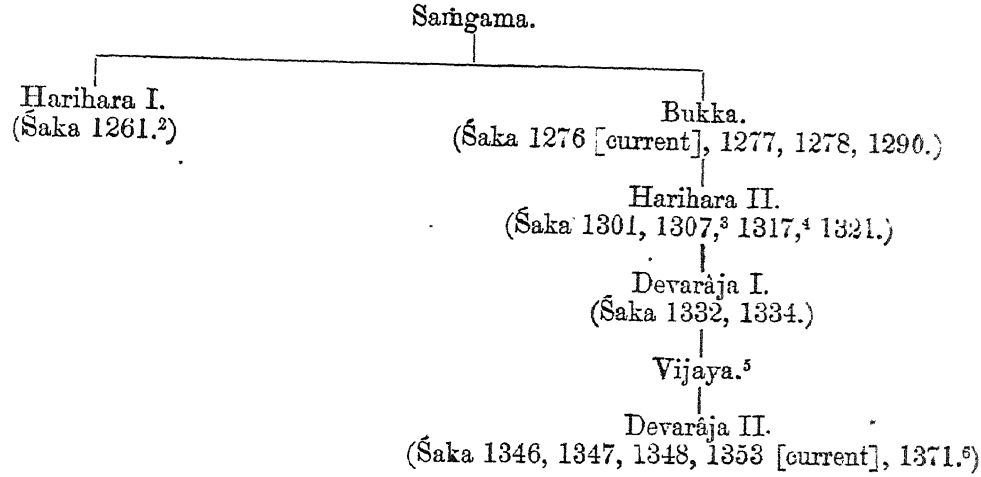 Saṁgama.
Harihara I.
(Śaka 1261.²)
Bukka.
(Śaka 1276 [current], 1277, 1278, 1290.)
Harihara II.
(Śaka 1301, 1307,³ 1317,⁴ 1321.)
Devarâja I.
(Śaka 1332, 1334.)
Vijaya.⁵
Devarâja II.
(Śaka 1346, 1347, 1348, 1353 [current], 1371.⁶)